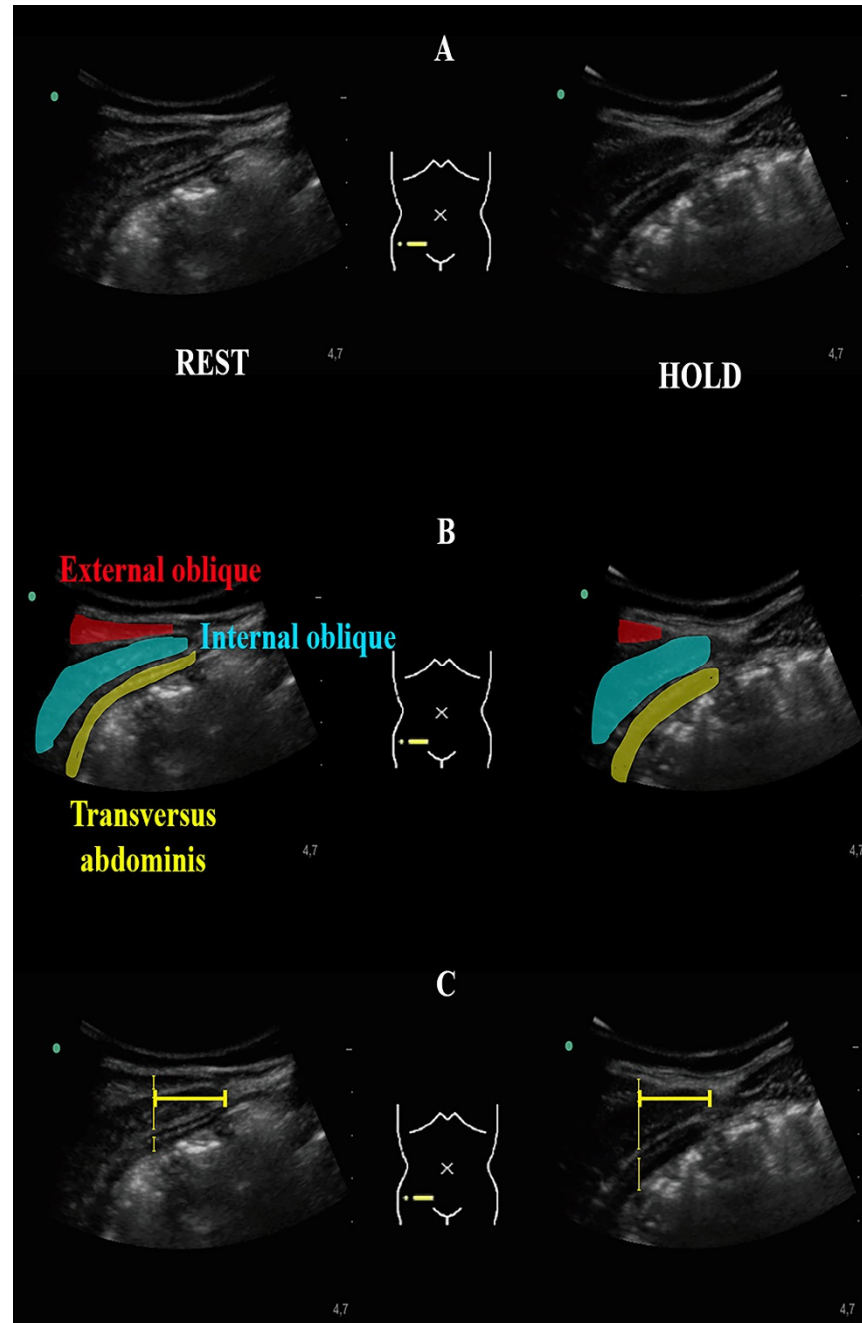 A
4,7
4,7
REST
HOLD
B
External oblique
Internal oblique
Transversus
abdominis
4,7
4,7
C
4,7
4,7